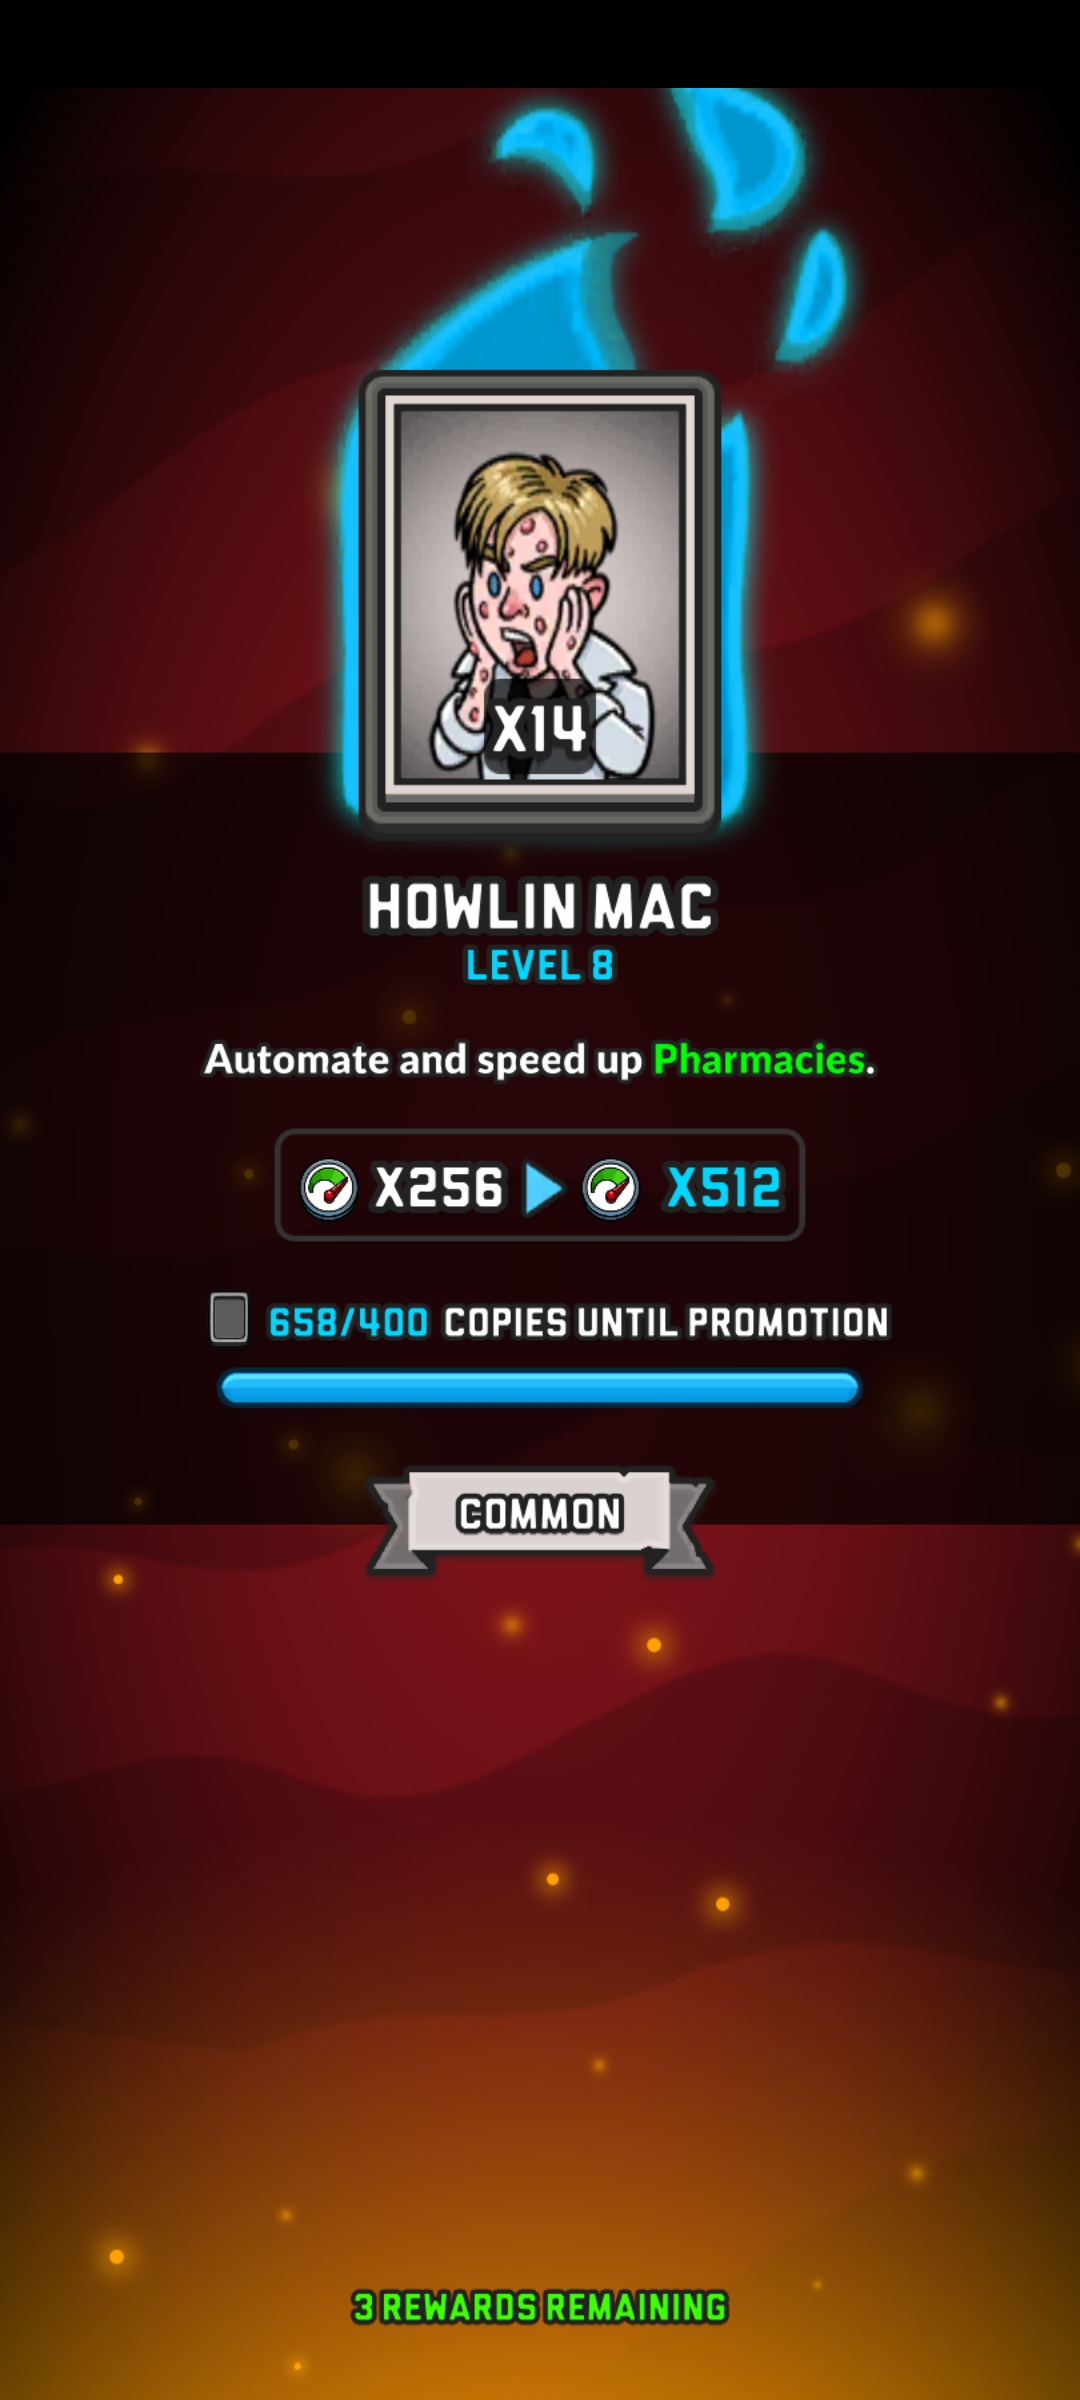 X14
HOWLIN MAC
LEVEL 8
Automate and speed up Pharmacies.
X256 X512
658/400 COPIES UNTIL PROMOTION
COMMON
3 REWARDS REMAINING